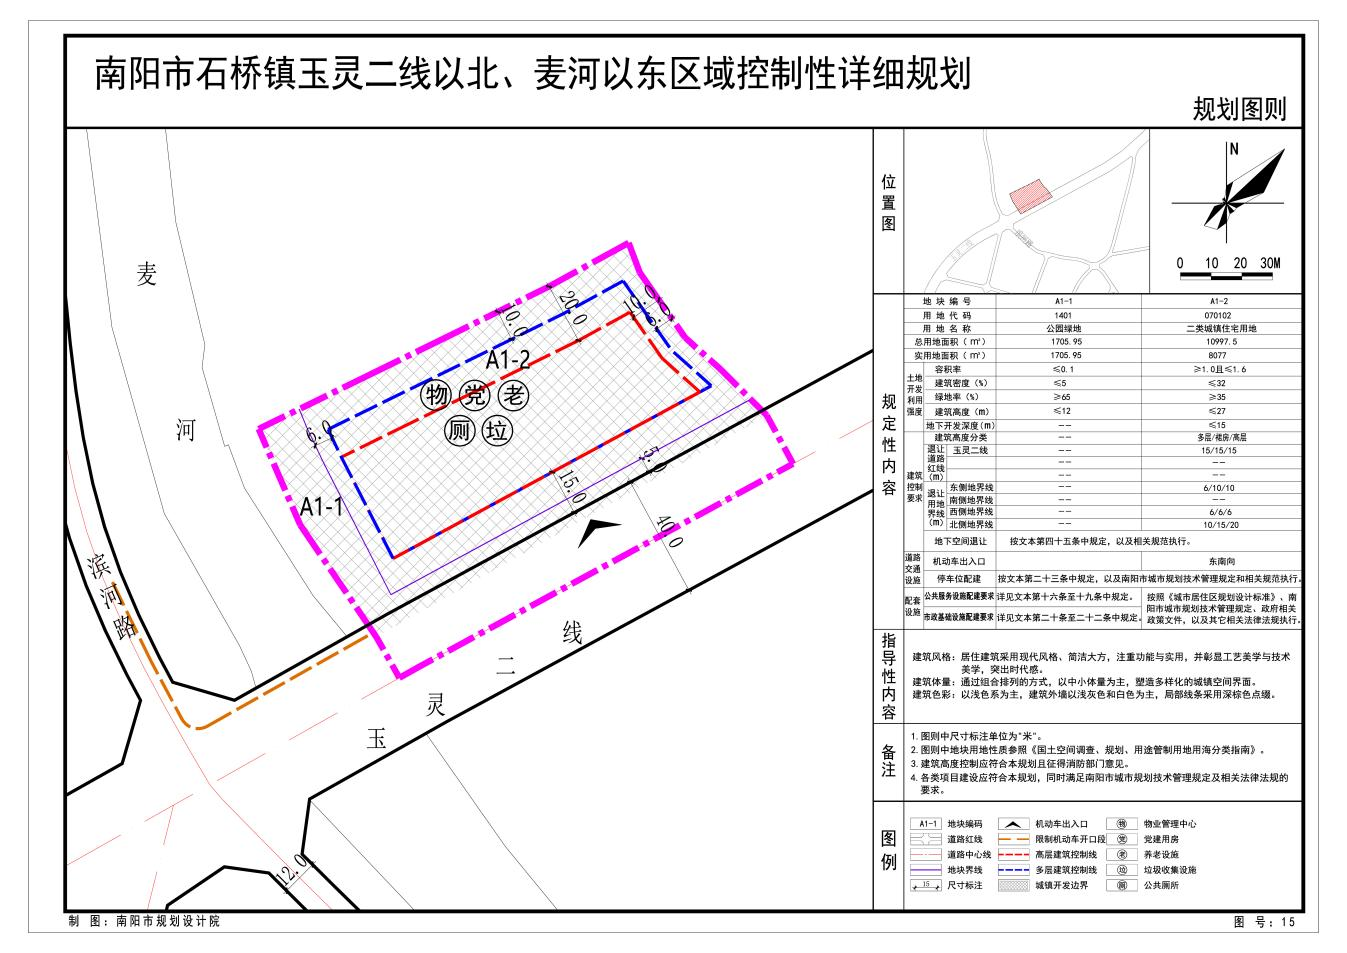 南阳市石桥镇玉灵二线以北、麦河以东区域控制性详细规划
规划图则
麦
河
滨
河
路
A1-1
A1-2
物 党 老
厕 垃
6.0
10.0
20.0
15.0
5.0
40.0
12.0
线
二
灵
玉
位置图
N
0 10 20 30M
规定性内容
地 块 编 号 A1-1 A1-2
用 地 代 码 1401 070102
用 地 名 称 公园绿地 二类城镇住宅用地
总用地面积（㎡） 1705.95 10997.5
实用地面积（㎡） 1705.95 8077
土地开发利用强度
容积率 ≤0.1 ≥1.0且≤1.6
建筑密度（%） ≤5 ≤32
绿地率（%） ≥65 ≥35
建筑高度（m） ≤12 ≤27
地下开发深度(m) -- ≤15
建筑控制要求
建筑高度分类 -- 多层/裙房/高层
退让道路红线(m)
玉灵二线 -- 15/15/15
-- --
-- --
退让用地界线(m)
东侧地界线 -- 6/10/10
南侧地界线 -- --
西侧地界线 -- 6/6/6
北侧地界线 -- 10/15/20
地下空间退让 按文本第四十五条中规定，以及相关规范执行。
道路交通设施
机动车出入口 -- 东南向
停车位配建 按文本第二十三条中规定，以及南阳市城市规划技术管理规定和相关规范执行。
配套设施
公共服务设施配建要求 详见文本第十六条至十九条中规定。
市政基础设施配建要求 详见文本第二十条至二十二条中规定。
按照《城市居住区规划设计标准》、南
阳市城市规划技术管理规定、政府相关
政策文件，以及其它相关法律法规执行。
指导性内容
建筑风格：居住建筑采用现代风格、简洁大方，注重功能与实用，并彰显工艺美学与技术
美学，突出时代感。
建筑体量：通过组合排列的方式，以中小体量为主，塑造多样化的城镇空间界面。
建筑色彩：以浅色系为主，建筑外墙以浅灰色和白色为主，局部线条采用深棕色点缀。
备注
1. 图则中尺寸标注单位为"米"。
2. 图则中地块用地性质参照《国土空间调查、规划、用途管制用地用海分类指南》。
3. 建筑高度控制应符合本规划且征得消防部门意见。
4. 各类项目建设应符合本规划，同时满足南阳市城市规划技术管理规定及相关法律法规的
要求。
图例
A1-1 地块编码 机动车出入口 物 物业管理中心
道路红线 限制机动车开口段 党 党建用房
道路中心线 高层建筑控制线 老 养老设施
地块界线 多层建筑控制线 垃 垃圾收集设施
15 尺寸标注 城镇开发边界 厕 公共厕所
制 图：南阳市规划设计院
图 号：15